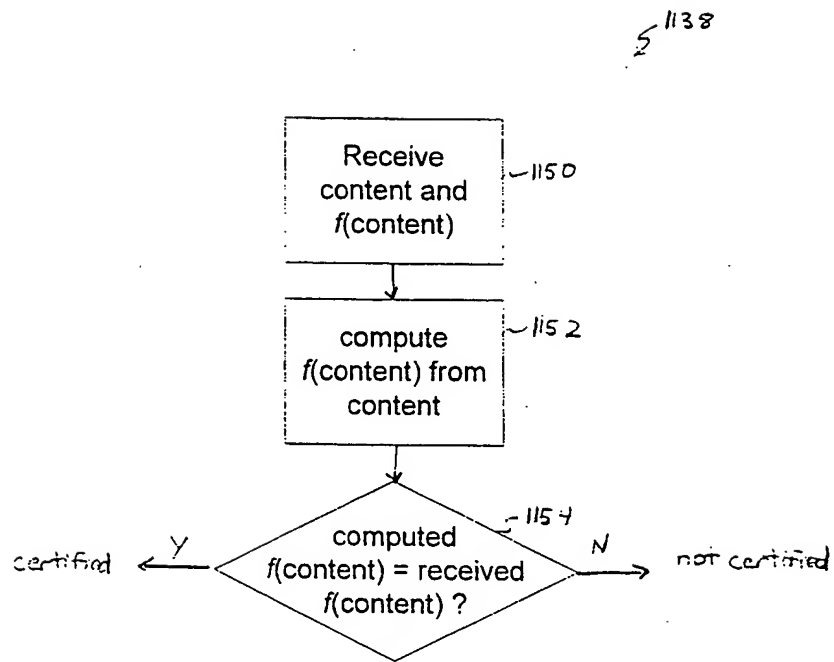 1138
Receive
content and
f(content)
1150
compute
f(content) from
content
1152
computed
f(content) = received
f(content) ?
1154
certified
Y
N
not certified